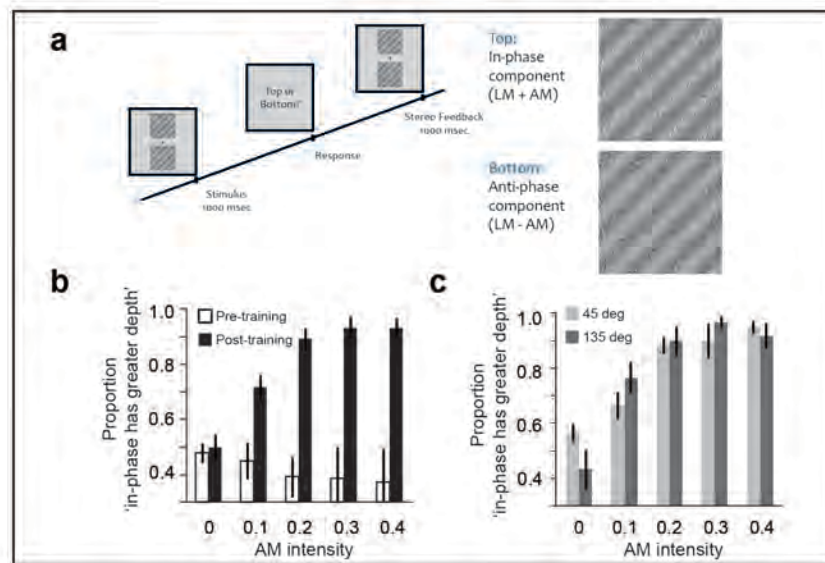 a
Top or
Bottom?
Stimulus
1000 msec.
Response
Stereo Feedback
1000 msec.
Top:
In-phase
component
(LM + AM)
Bottom:
Anti-phase
component
(LM - AM)
b
Proportion
'in-phase has greater depth'
1.0
0.8
0.6
0.4
Pre-training
Post-training
0 0.1 0.2 0.3 0.4
AM intensity
c
Proportion
'in-phase has greater depth'
1.0
0.8
0.6
0.4
45 deg
135 deg
0 0.1 0.2 0.3 0.4
AM intensity